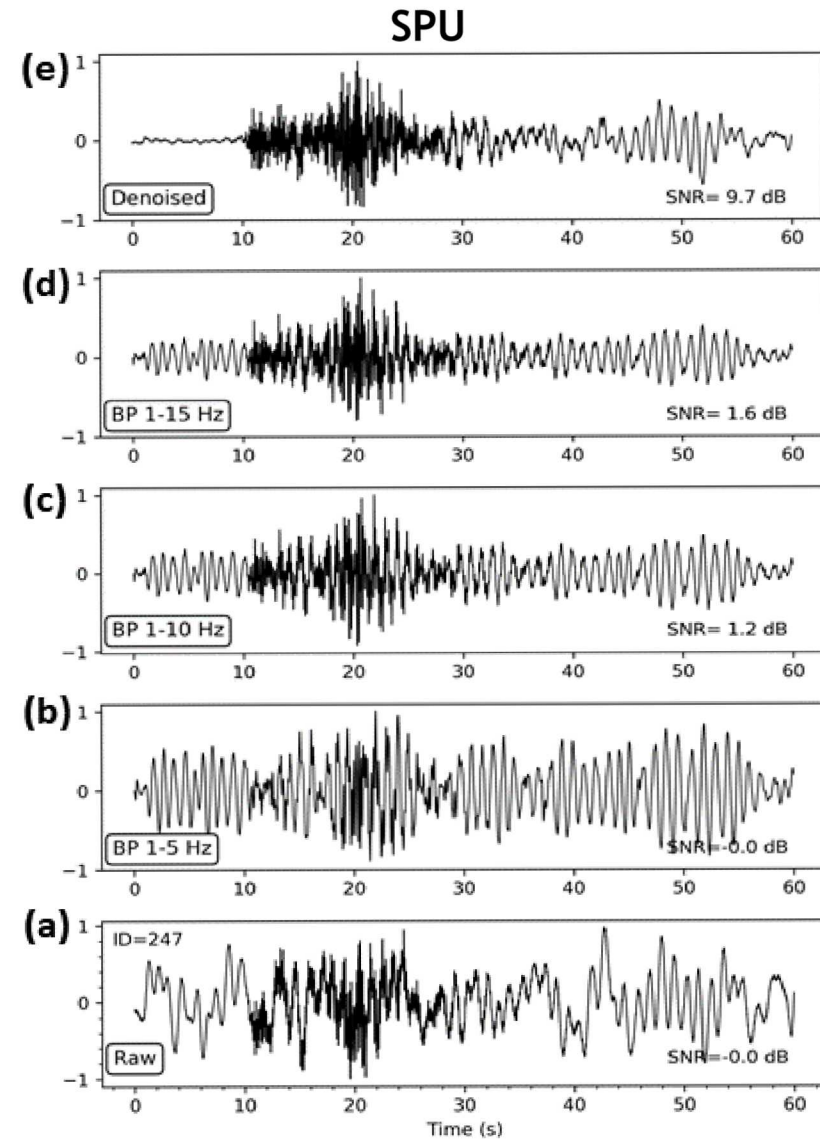 SPU
(e)
1
0
−1
Denoised
SNR= 9.7 dB
0 10 20 30 40 50 60
(d)
1
0
−1
BP 1-15 Hz
SNR= 1.6 dB
0 10 20 30 40 50 60
(c)
1
0
−1
BP 1-10 Hz
SNR= 1.2 dB
0 10 20 30 40 50 60
(b)
1
0
−1
BP 1-5 Hz
SNR=-0.0 dB
0 10 20 30 40 50 60
(a)
1
0
−1
ID=247
Raw
SNR=-0.0 dB
0 10 20 30 40 50 60
Time (s)